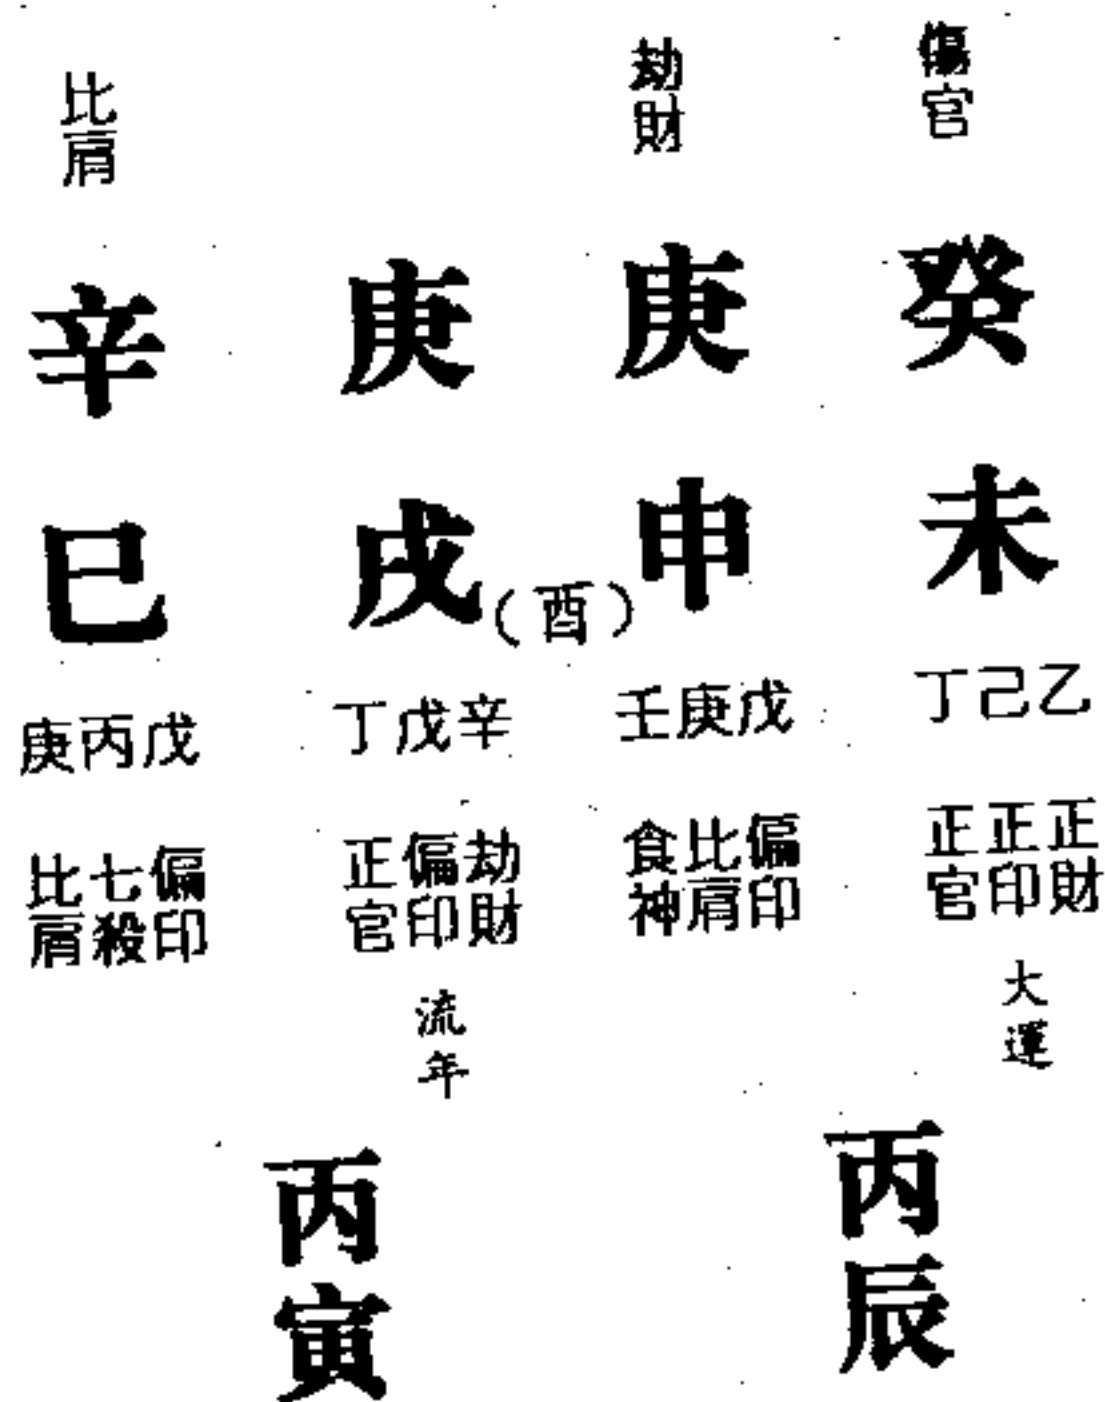 傷官
癸未
丁己乙
正財
正印
正官
劫財
庚申
壬庚戊
偏印
比肩
食神
(酉)
庚戌
丁戊辛
劫財
偏印
正官
比肩
辛巳
庚丙戊
偏印
七殺
比肩
大運
丙辰
流年
丙寅